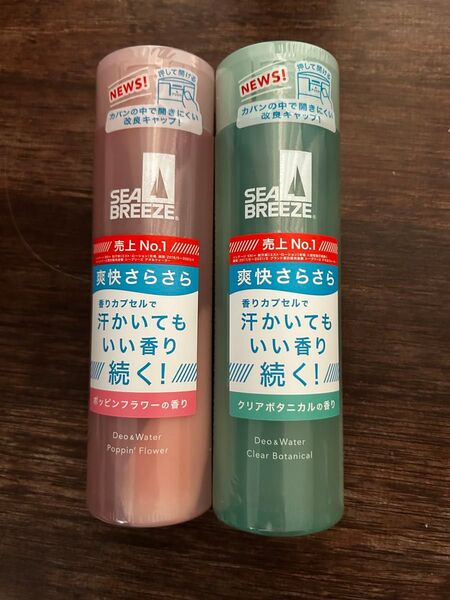 NEWS!
押して開ける
カバンの中で開きにくい
改良キャップ!
SEA
BREEZE
売上 No.1
爽快さらさら
香りカプセルで
汗かいても
いい香り
続く!
ポッピンフラワーの香り
Deo&Water
Poppin' Flower
NEWS!
押して開ける
カバンの中で開きにくい
改良キャップ!
SEA
BREEZE
売上 No.1
爽快さらさら
香りカプセルで
汗かいても
いい香り
続く!
クリアボタニカルの香り
Deo&Water
Clear Botanical